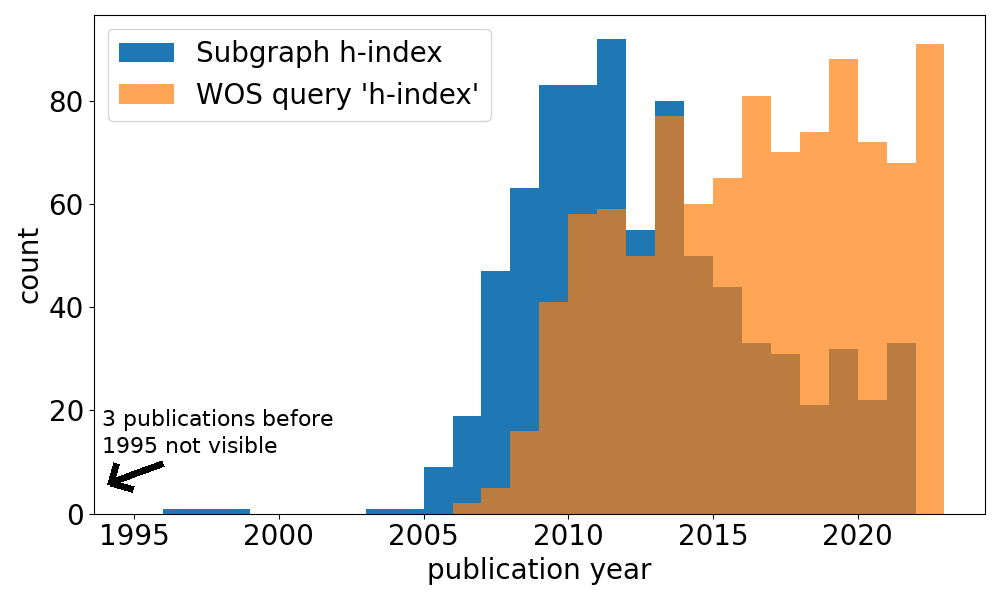 Subgraph h-index
WOS query 'h-index'
count
80
60
40
20
0
3 publications before
1995 not visible
1995 2000 2005 2010 2015 2020
publication year